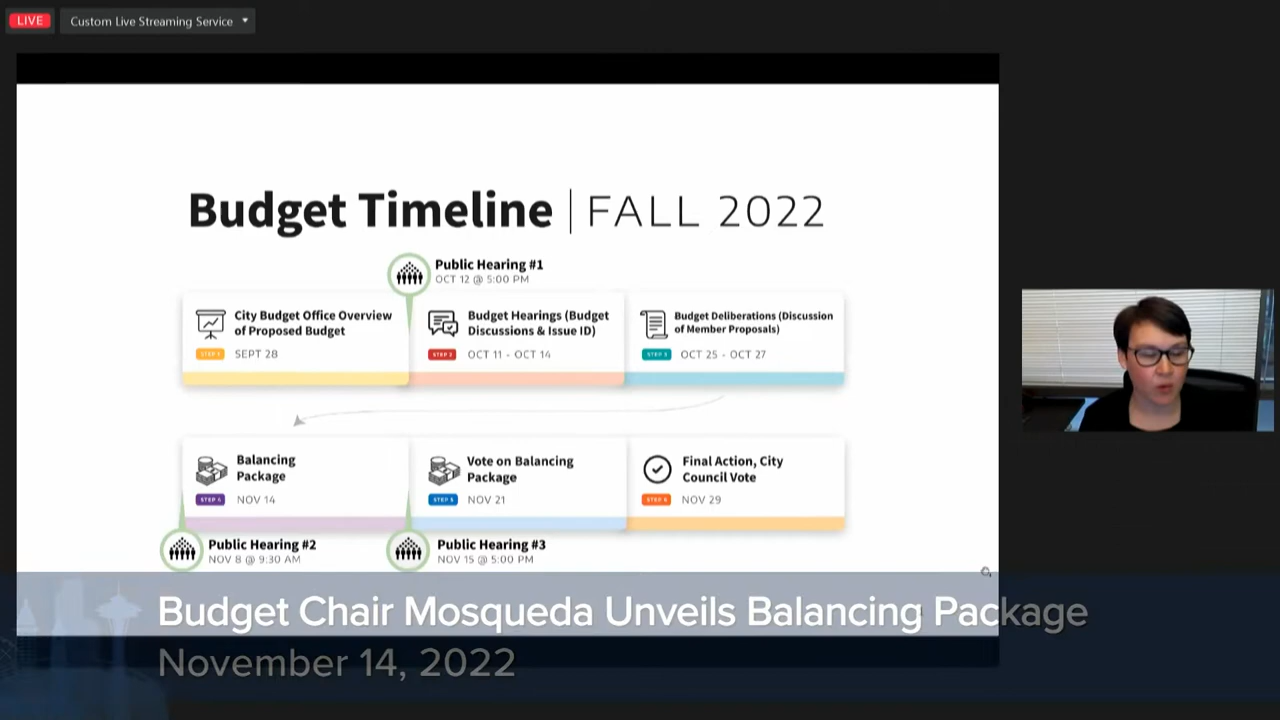 LIVE
Custom Live Streaming Service
Budget Timeline | FALL 2022
Public Hearing #1
OCT 12 @ 5:00 PM
City Budget Office Overview
of Proposed Budget
STEP 1 SEPT 28
Budget Hearings (Budget
Discussions & Issue ID)
STEP 2 OCT 11 - OCT 14
Budget Deliberations (Discussion
of Member Proposals)
STEP 3 OCT 25 - OCT 27
Balancing
Package
STEP 4 NOV 14
Vote on Balancing
Package
STEP 5 NOV 21
Final Action, City
Council Vote
STEP 6 NOV 29
Public Hearing #2
NOV 8 @ 9:30 AM
Public Hearing #3
NOV 15 @ 5:00 PM
Budget Chair Mosqueda Unveils Balancing Package
November 14, 2022